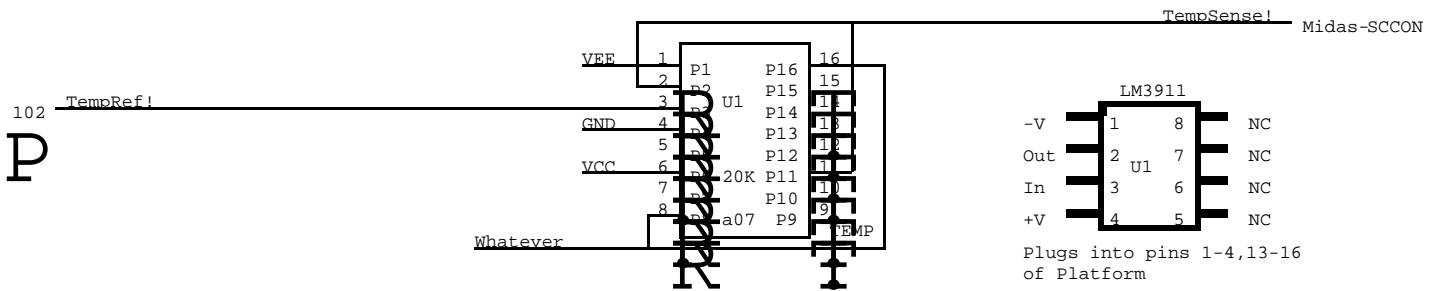 TempSense!
Midas-SCCON
VEE 1 P1 P16 16
2 P2 P15 15
102 TempRef! 3 U1 14
P GND 4 P14
P13 13
5 P12 12
VCC 6 20K P11
7 P10 10
8 a07 P9 9
TEMP
Whatever
R I
LM3911
-V 1 8 NC
Out 2 U1 7 NC
In 3 6 NC
+V 4 5 NC
Plugs into pins 1-4,13-16
of Platform